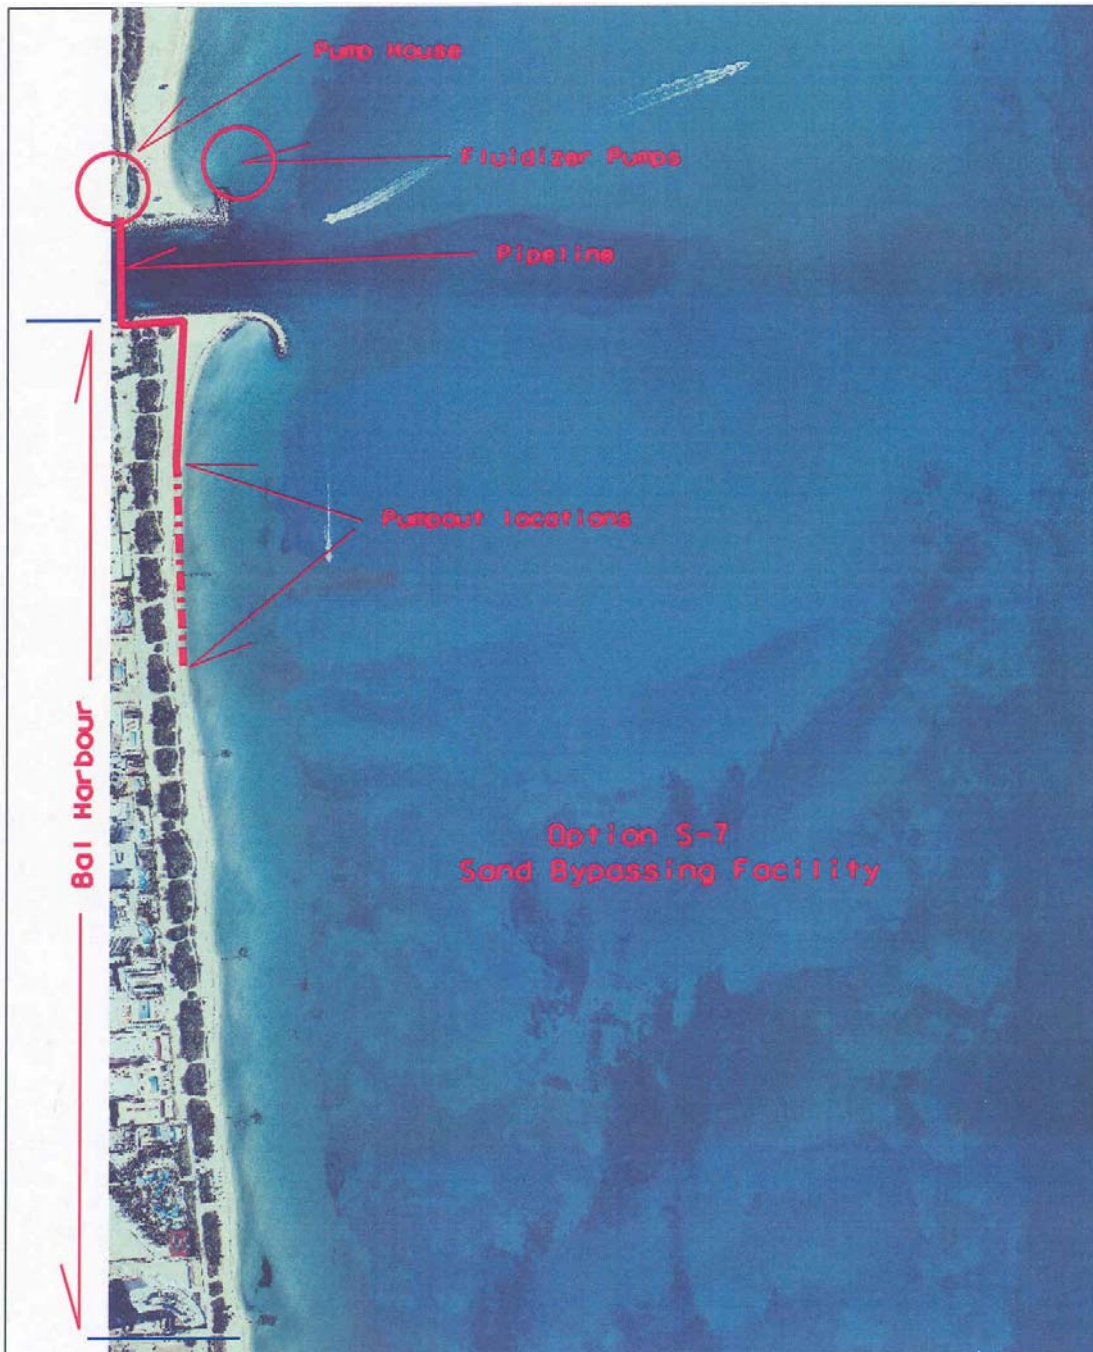 Pump House
Fluidizer Pumps
Pipeline
Pumpout locations
Bal Harbour
Option S-7
Sand Bypassing Facility